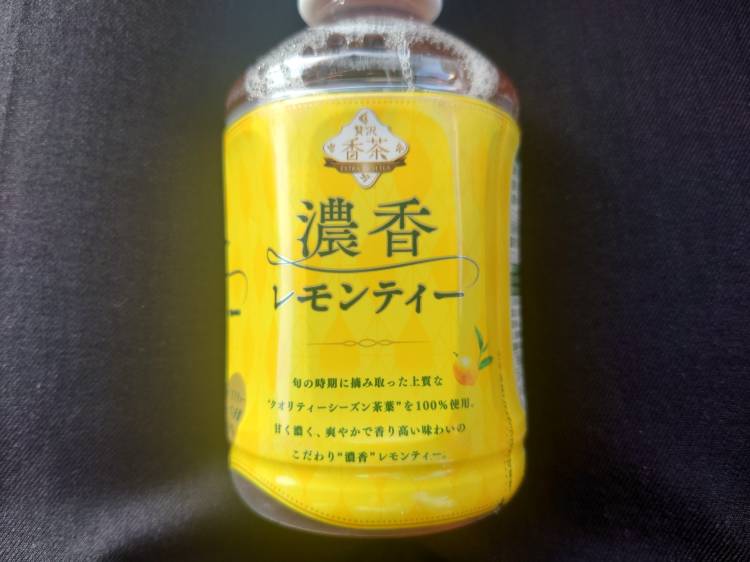 贅沢
香茶
濃香
レモンティー
旬の時期に摘み取った上質な
"クオリティーシーズン茶葉"を100%使用。
甘く濃く、爽やかで香り高い味わいの
こだわり"濃香"レモンティー。